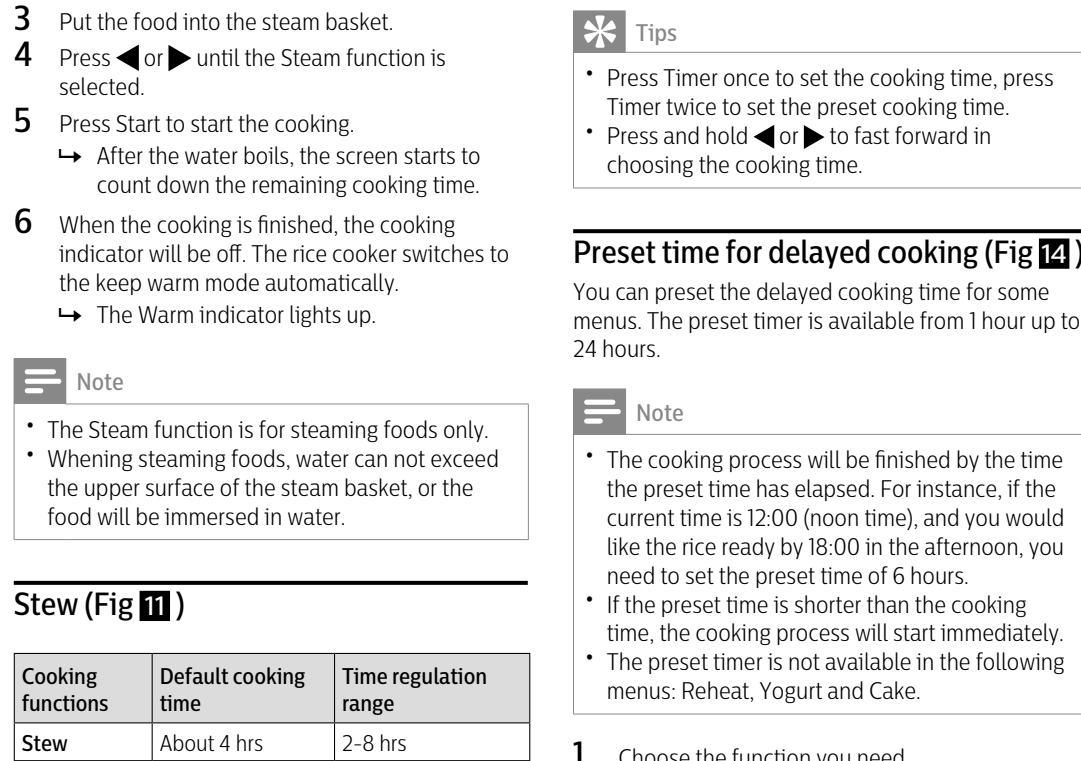 3 Put the food into the steam basket.
4 Press ◀ or ▶ until the Steam function is
selected.
5 Press Start to start the cooking.
↳ After the water boils, the screen starts to
count down the remaining cooking time.
6 When the cooking is finished, the cooking
indicator will be off. The rice cooker switches to
the keep warm mode automatically.
↳ The Warm indicator lights up.
Note
• The Steam function is for steaming foods only.
• Whening steaming foods, water can not exceed
the upper surface of the steam basket, or the
food will be immersed in water.
Stew (Fig 11 )
Cooking functions | Default cooking time | Time regulation range
Stew | About 4 hrs | 2-8 hrs
Tips
• Press Timer once to set the cooking time, press
Timer twice to set the preset cooking time.
• Press and hold ◀ or ▶ to fast forward in
choosing the cooking time.
Preset time for delayed cooking (Fig 14 )
You can preset the delayed cooking time for some
menus. The preset timer is available from 1 hour up to
24 hours.
Note
• The cooking process will be finished by the time
the preset time has elapsed. For instance, if the
current time is 12:00 (noon time), and you would
like the rice ready by 18:00 in the afternoon, you
need to set the preset time of 6 hours.
• If the preset time is shorter than the cooking
time, the cooking process will start immediately.
• The preset timer is not available in the following
menus: Reheat, Yogurt and Cake.
1 Choose the function you need